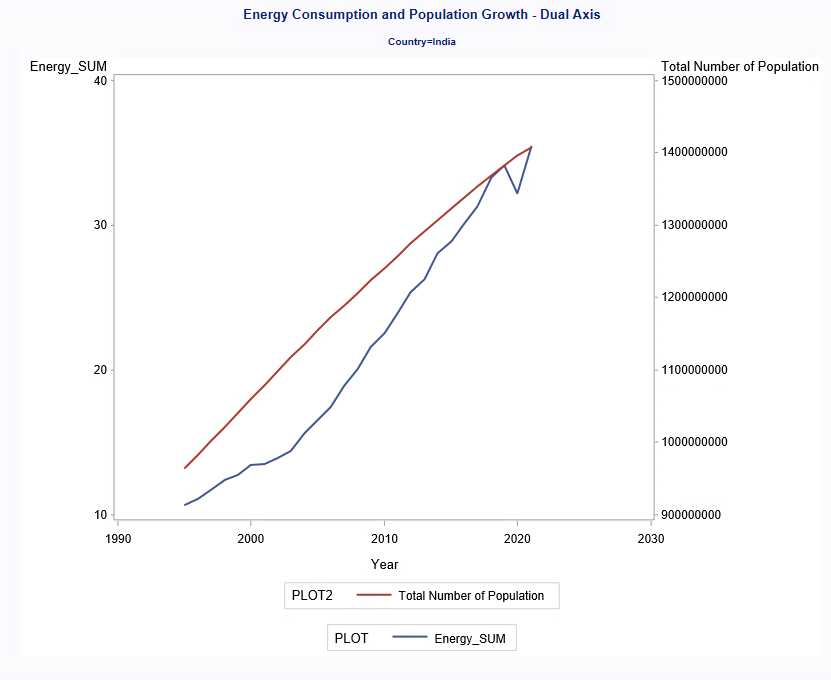 Energy Consumption and Population Growth - Dual Axis
Country=India
Energy_SUM
Total Number of Population
40
1500000000
1400000000
30
1300000000
1200000000
20
1100000000
1000000000
10
900000000
1990 2000 2010 2020 2030
Year
PLOT2 Total Number of Population
PLOT Energy_SUM